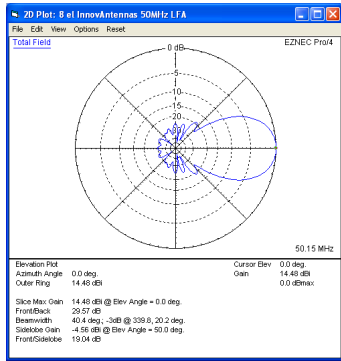 2D Plot: 8 el InnovAntennas 50MHz LFA
File Edit View Options Reset
Total Field
EZNEC Pro/4
0 dB
-5
-10
-15
-20
-30
50.15 MHz
Elevation Plot
Azimuth Angle 0.0 deg.
Outer Ring 14.48 dBi
Cursor Elev 0.0 deg.
Gain 14.48 dBi
0.0 dBmax
Slice Max Gain 14.48 dBi @ Elev Angle = 0.0 deg.
Front/Back 29.57 dB
Beamwidth 40.4 deg.; -3dB @ 339.8, 20.2 deg.
Sidelobe Gain -4.56 dBi @ Elev Angle = 50.0 deg.
Front/Sidelobe 19.04 dB